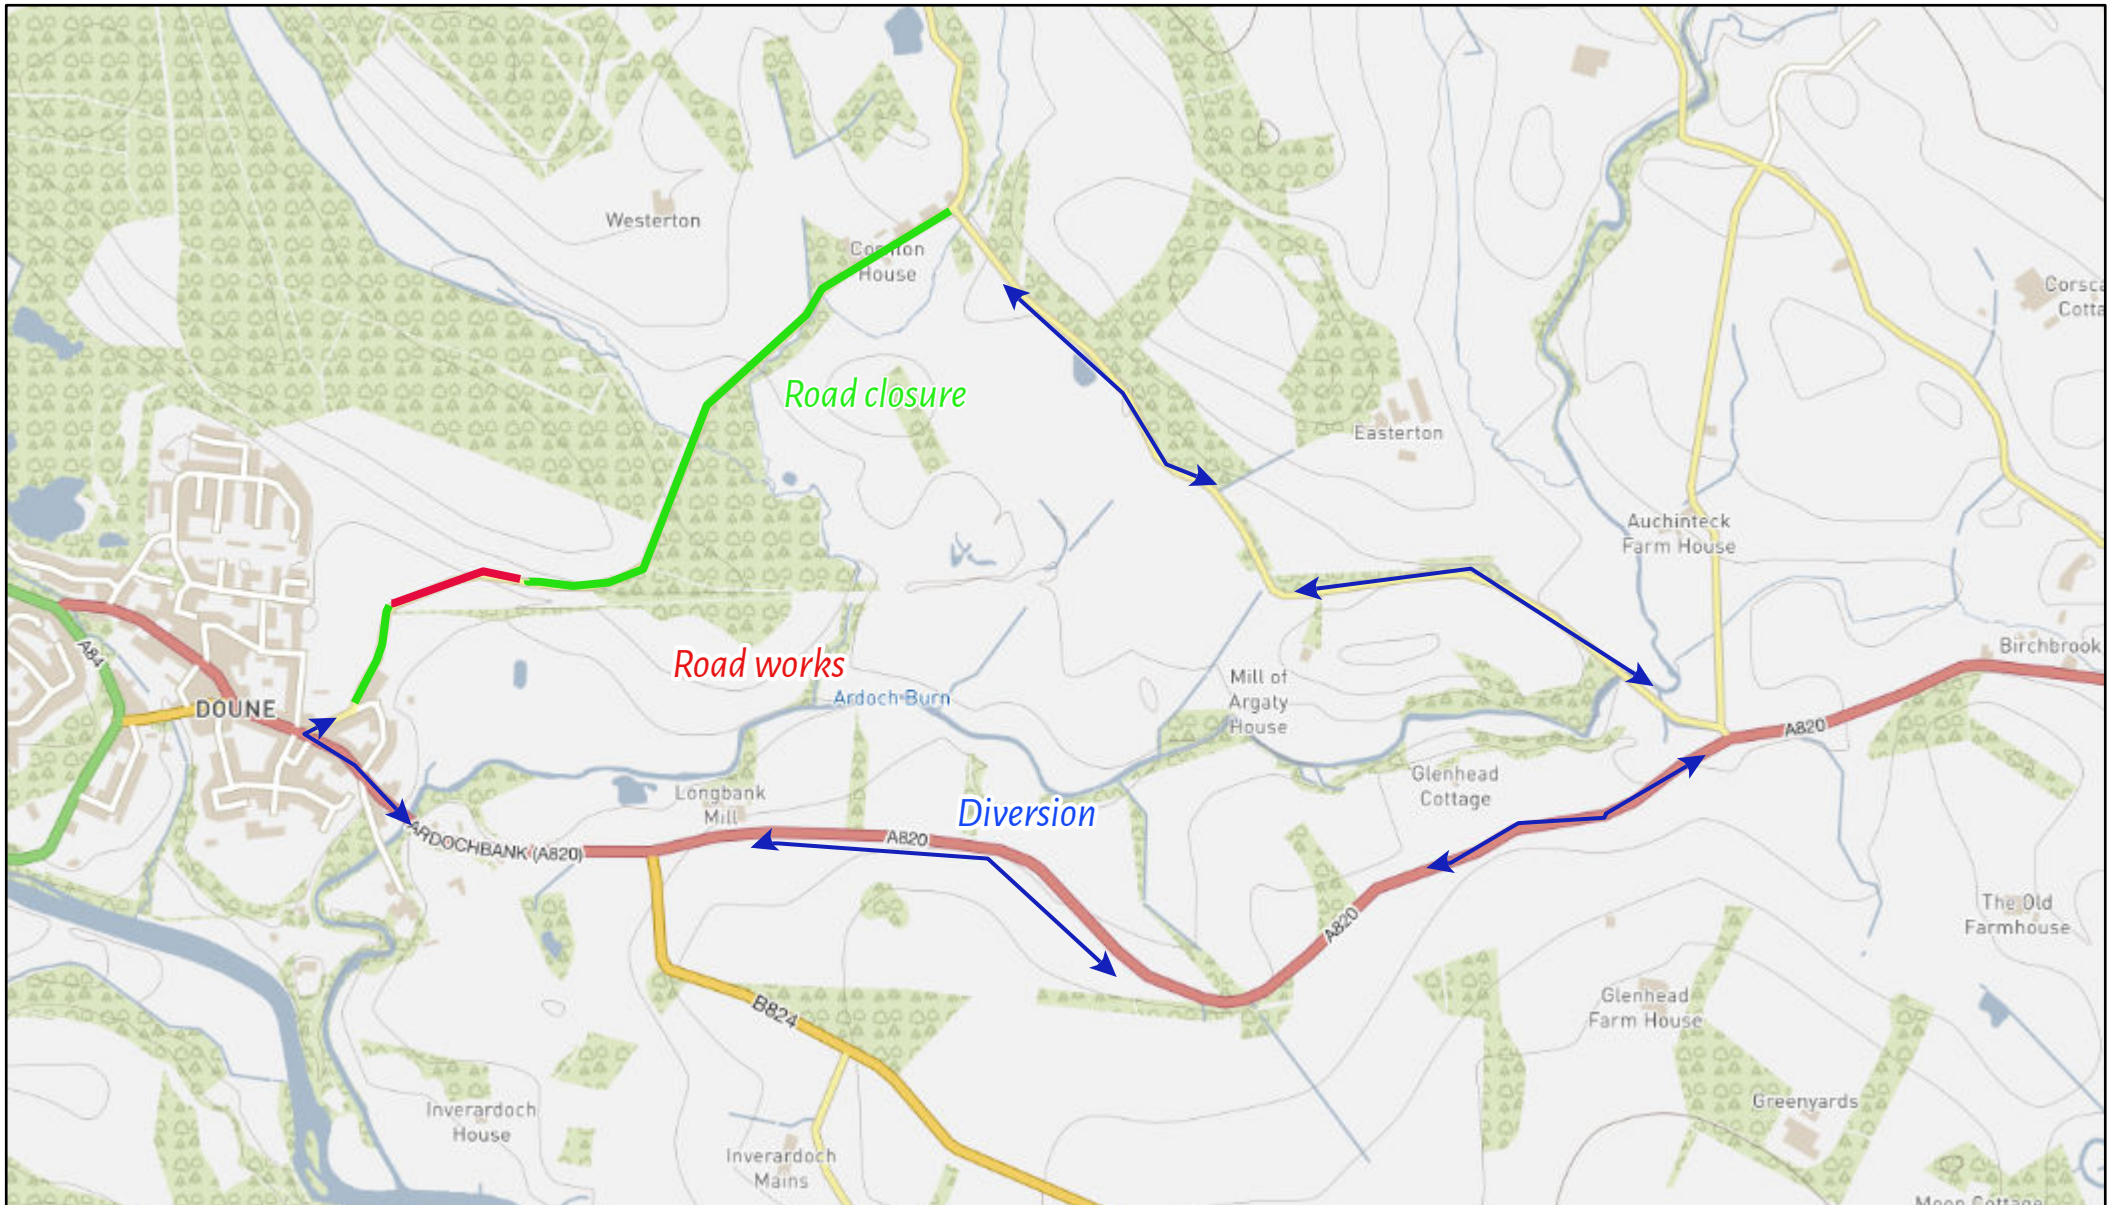 Westerton
House
Corsca
Cotta
Road closure
Easterton
Auchinteck
Farm House
A84
Road works
Birchbrook
DOUNE
Ardoch Burn
Mill of
Argaty
House
A820
Glenhead
Cottage
Longbank
Mill
Diversion
ARDOCHBANK (A820)
A820
A820
The Old
Farmhouse
B824
Glenhead
Farm House
Inverardoch
House
Greenyards
Inverardoch
Mains